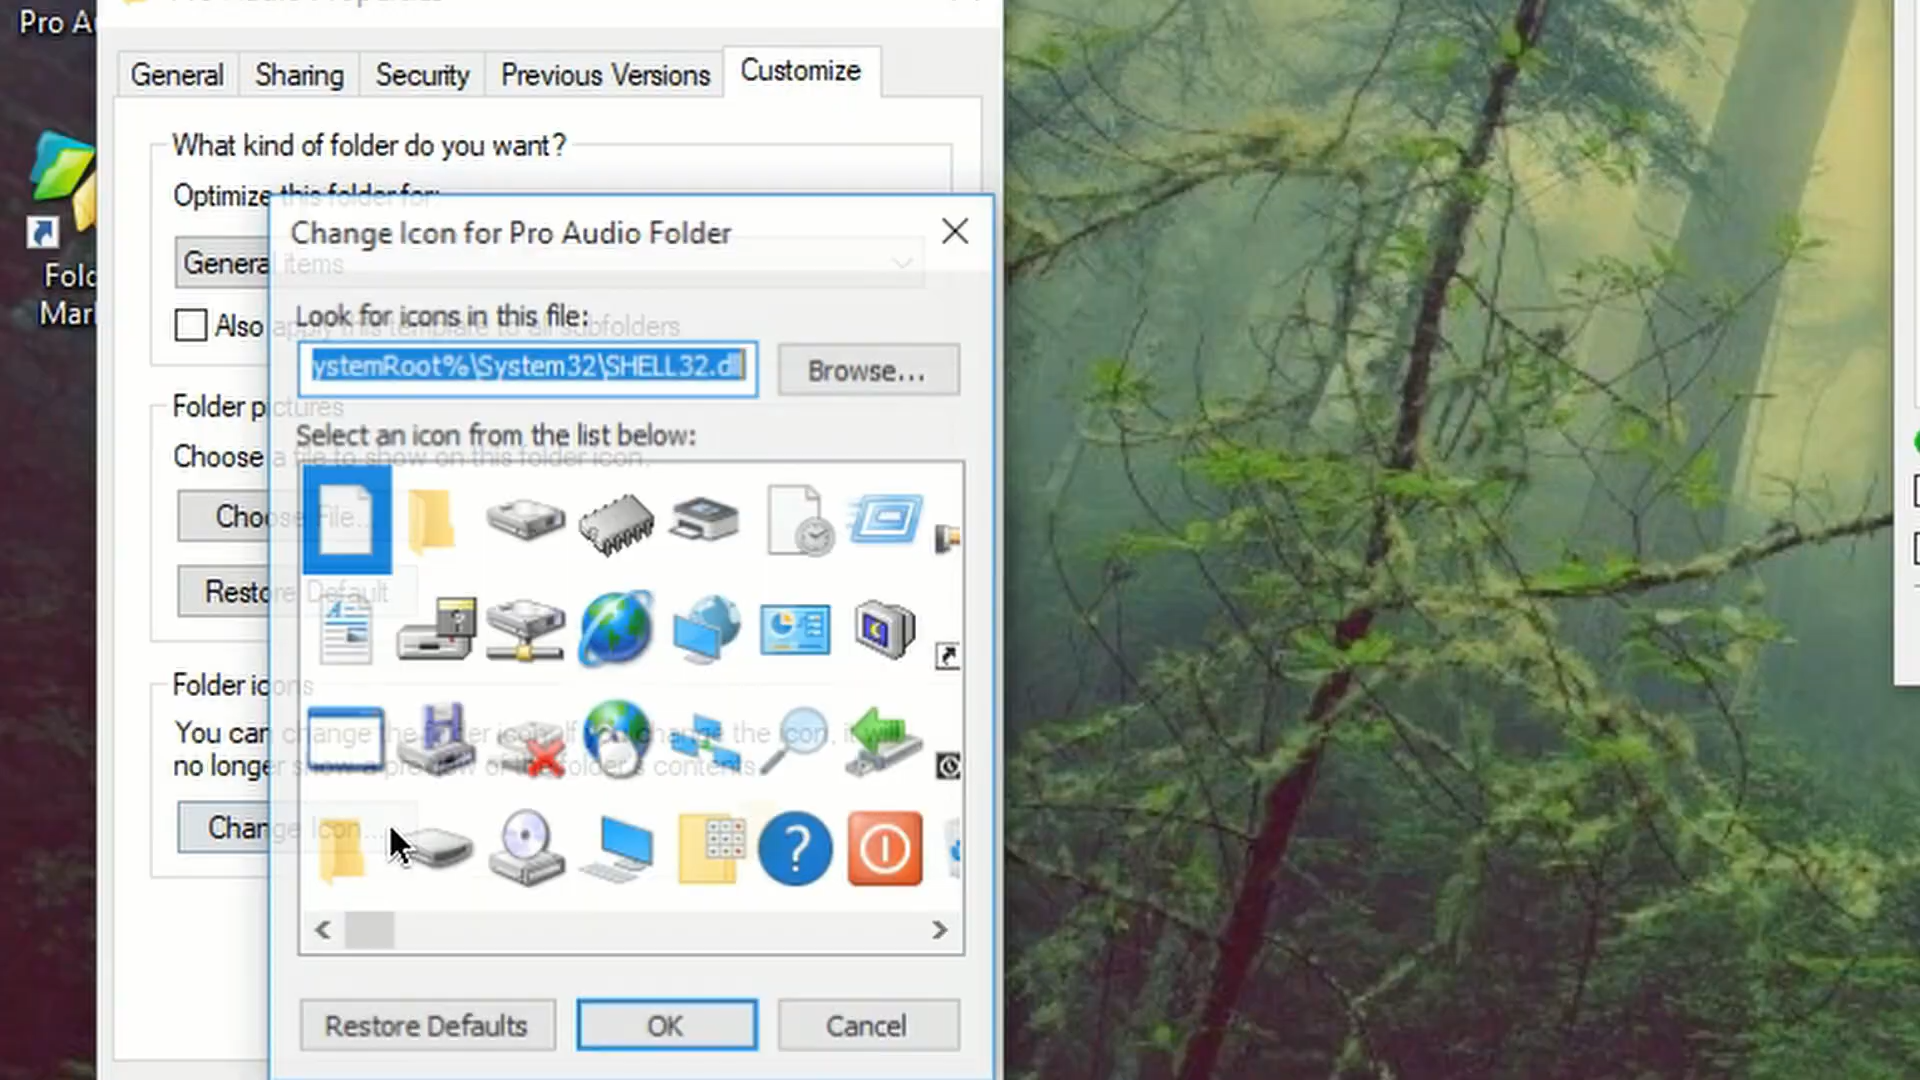 Pro A
General Sharing Security Previous Versions Customize
What kind of folder do you want?
Optimize this folder for:
Change Icon for Pro Audio Folder
General items
Also apply this template to all subfolders
Look for icons in this file:
ystemRoot%\System32\SHELL32.dll
Browse...
Folder pictures
Select an icon from the list below:
Choose a file to show on this folder icon.
Choose File...
Restore Default
Folder icons
You can change the folder icon. If you change the icon, it will
no longer show a preview of the folder's contents.
Change Icon...
Restore Defaults
OK
Cancel
Fold
Mar